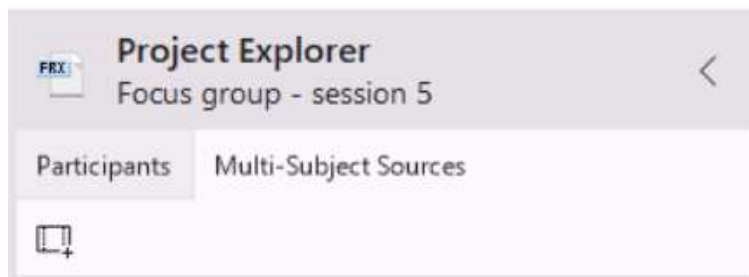 FRX
Project Explorer
Focus group - session 5
Participants
Multi-Subject Sources